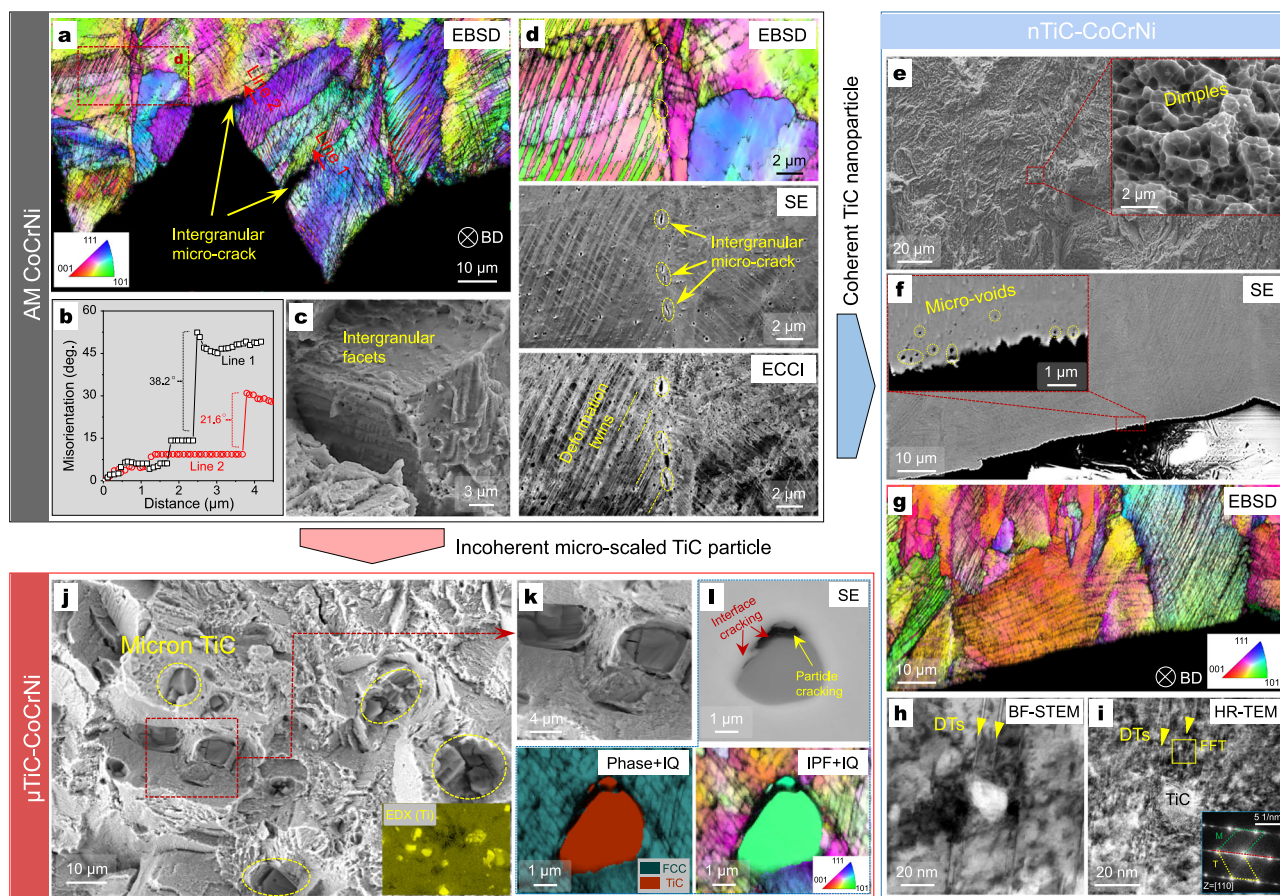 AM CoCrNi
a
EBSD
d
Line 2
Line 1
Intergranular
micro-crack
BD
111
001
101
10 µm
b
60
45
30
15
0
Misorientation (deg.)
38.2°
21.6°
Line 1
Line 2
0
1
2
3
4
Distance (µm)
c
Intergranular
facets
3 µm
d
EBSD
2 µm
SE
Intergranular
micro-crack
2 µm
ECCI
Deformation
twins
2 µm
Coherent TiC nanoparticle
nTiC-CoCrNi
e
Dimples
2 µm
20 µm
f
SE
Micro-voids
1 µm
10 µm
g
EBSD
10 µm
BD
111
001
101
h
BF-STEM
DTs
20 nm
i
HR-TEM
DTs
FFT
TiC
20 nm
5 1/nm
M
T
Z=[110]
Incoherent micro-scaled TiC particle
µTiC-CoCrNi
j
Micron TiC
10 µm
EDX (Ti)
k
4 µm
l
SE
Interface
cracking
Particle
cracking
1 µm
Phase+IQ
1 µm
FCC
TiC
IPF+IQ
1 µm
111
001
101